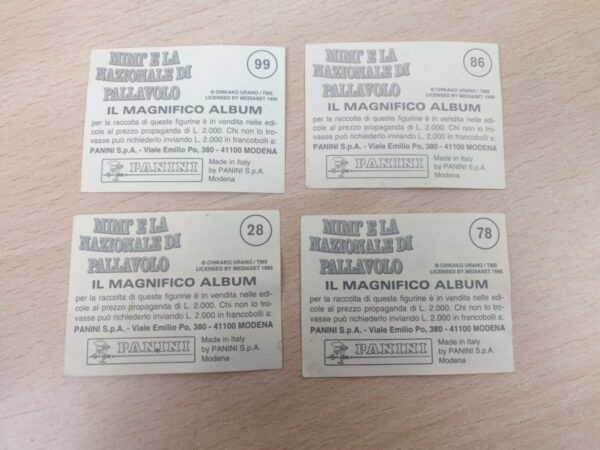 MIMI' E LA
NAZIONALE DI
PALLAVOLO
99
© CHIKAKO URANO / TMS
LICENSED BY MEDIASET 1995
IL MAGNIFICO ALBUM
per la raccolta di queste figurine è in vendita nelle edi-
cole al prezzo propaganda di L. 2.000. Chi non lo tro-
vasse può richiederlo inviando L. 2.000 in francobolli a:
PANINI S.p.A. - Viale Emilio Po, 380 - 41100 MODENA
PANINI
Made in Italy
by PANINI S.p.A.
Modena
MIMI' E LA
NAZIONALE DI
PALLAVOLO
86
© CHIKAKO URANO / TMS
LICENSED BY MEDIASET 1995
IL MAGNIFICO ALBUM
per la raccolta di queste figurine è in vendita nelle edi-
cole al prezzo propaganda di L. 2.000. Chi non lo tro-
vasse può richiederlo inviando L. 2.000 in francobolli a:
PANINI S.p.A. - Viale Emilio Po, 380 - 41100 MODENA
PANINI
Made in Italy
by PANINI S.p.A.
Modena
MIMI' E LA
NAZIONALE DI
PALLAVOLO
28
© CHIKAKO URANO / TMS
LICENSED BY MEDIASET 1995
IL MAGNIFICO ALBUM
per la raccolta di queste figurine è in vendita nelle edi-
cole al prezzo propaganda di L. 2.000. Chi non lo tro-
vasse può richiederlo inviando L. 2.000 in francobolli a:
PANINI S.p.A. - Viale Emilio Po, 380 - 41100 MODENA
PANINI
Made in Italy
by PANINI S.p.A.
Modena
MIMI' E LA
NAZIONALE DI
PALLAVOLO
78
© CHIKAKO URANO / TMS
LICENSED BY MEDIASET 1995
IL MAGNIFICO ALBUM
per la raccolta di queste figurine è in vendita nelle edi-
cole al prezzo propaganda di L. 2.000. Chi non lo tro-
vasse può richiederlo inviando L. 2.000 in francobolli a:
PANINI S.p.A. - Viale Emilio Po, 380 - 41100 MODENA
PANINI
Made in Italy
by PANINI S.p.A.
Modena